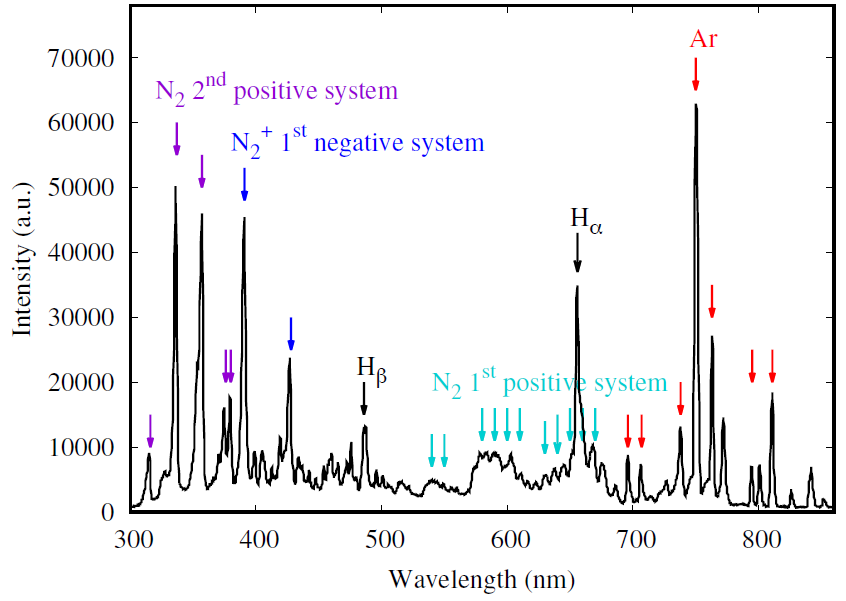 Ar
N₂ 2ⁿᵈ positive system
N₂⁺ 1ˢᵗ negative system
Hα
Hβ
N₂ 1ˢᵗ positive system
70000
60000
50000
40000
30000
20000
10000
0
Intensity (a.u.)
300 400 500 600 700 800
Wavelength (nm)